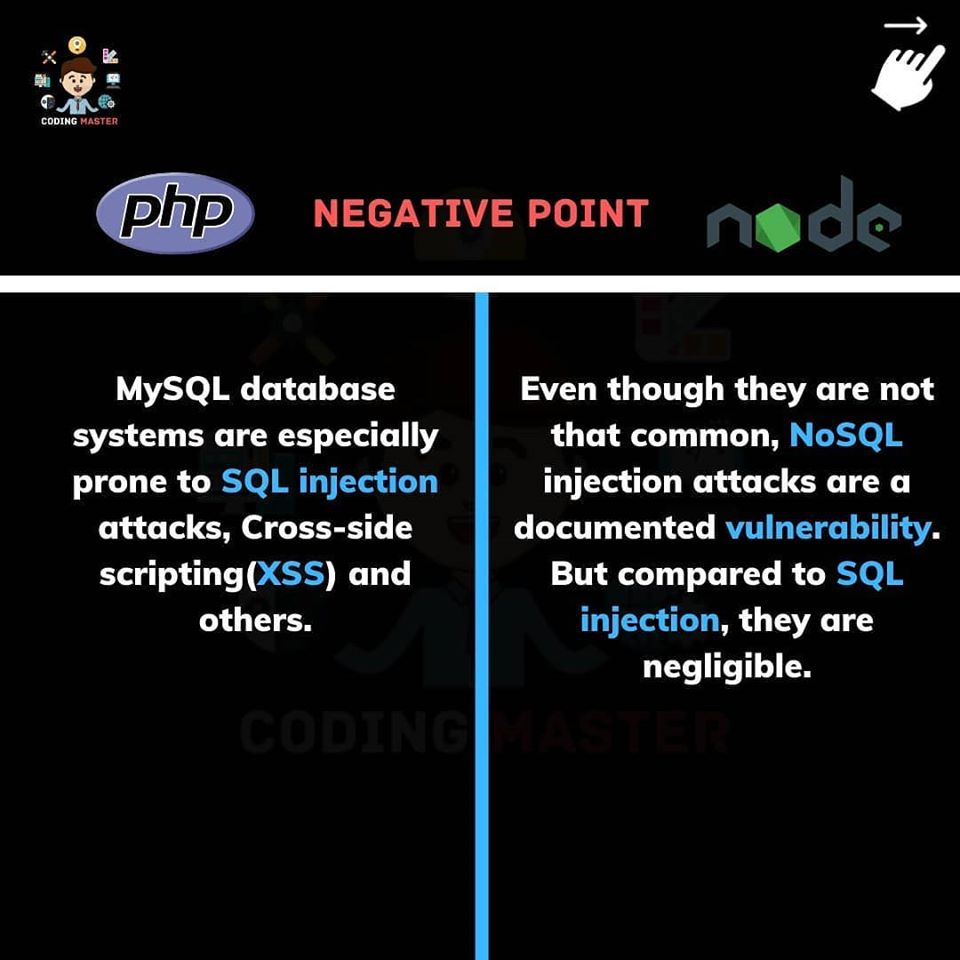 CODING MASTER
php
NEGATIVE POINT
node
MySQL database
systems are especially
prone to SQL injection
attacks, Cross-side
scripting(XSS) and
others.
Even though they are not
that common, NoSQL
injection attacks are a
documented vulnerability.
But compared to SQL
injection, they are
negligible.
CODING MASTER